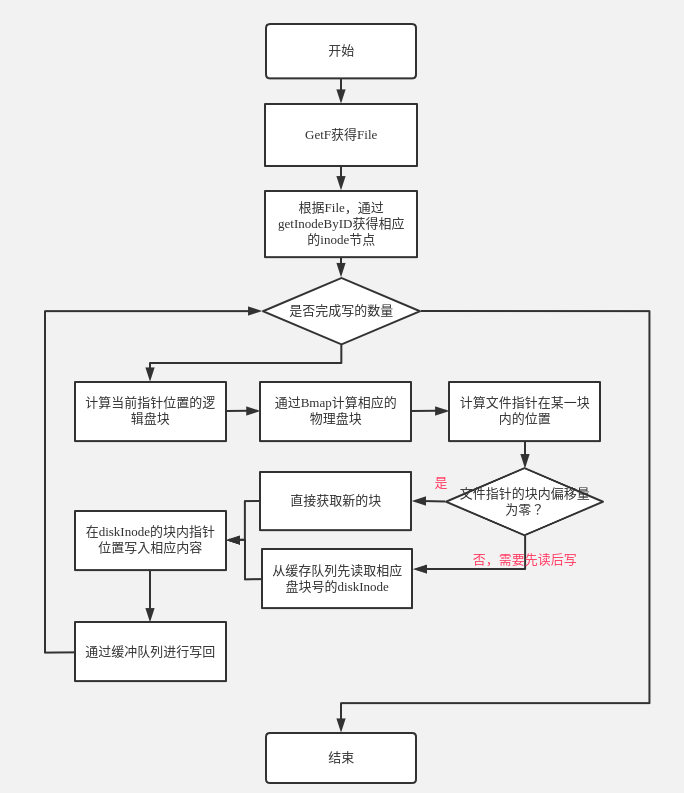 开始
GetF获得File
根据File，通过
getInodeByID获得相应
的inode节点
是否完成写的数量
计算当前指针位置的逻
辑盘块
通过Bmap计算相应的
物理盘块
计算文件指针在某一块
内的位置
是
文件指针的块内偏移量
为零？
直接获取新的块
否，需要先读后写
从缓存队列先读取相应
盘块号的diskInode
在diskInode的块内指针
位置写入相应内容
通过缓冲队列进行写回
结束